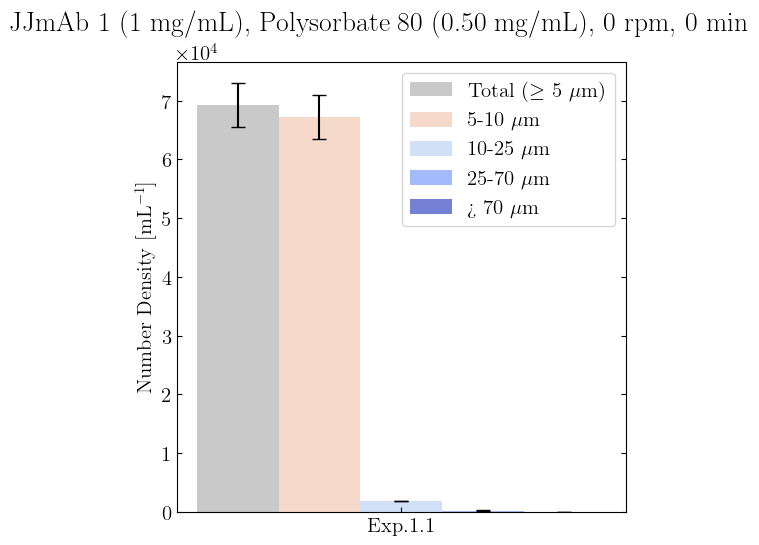 JJmAb 1 (1 mg/mL), Polysorbate 80 (0.50 mg/mL), 0 rpm, 0 min
×10⁴
Total (≥ 5 μm)
5-10 μm
10-25 μm
25-70 μm
¿ 70 μm
Number Density [mL⁻¹]
7
6
5
4
3
2
1
0
Exp.1.1